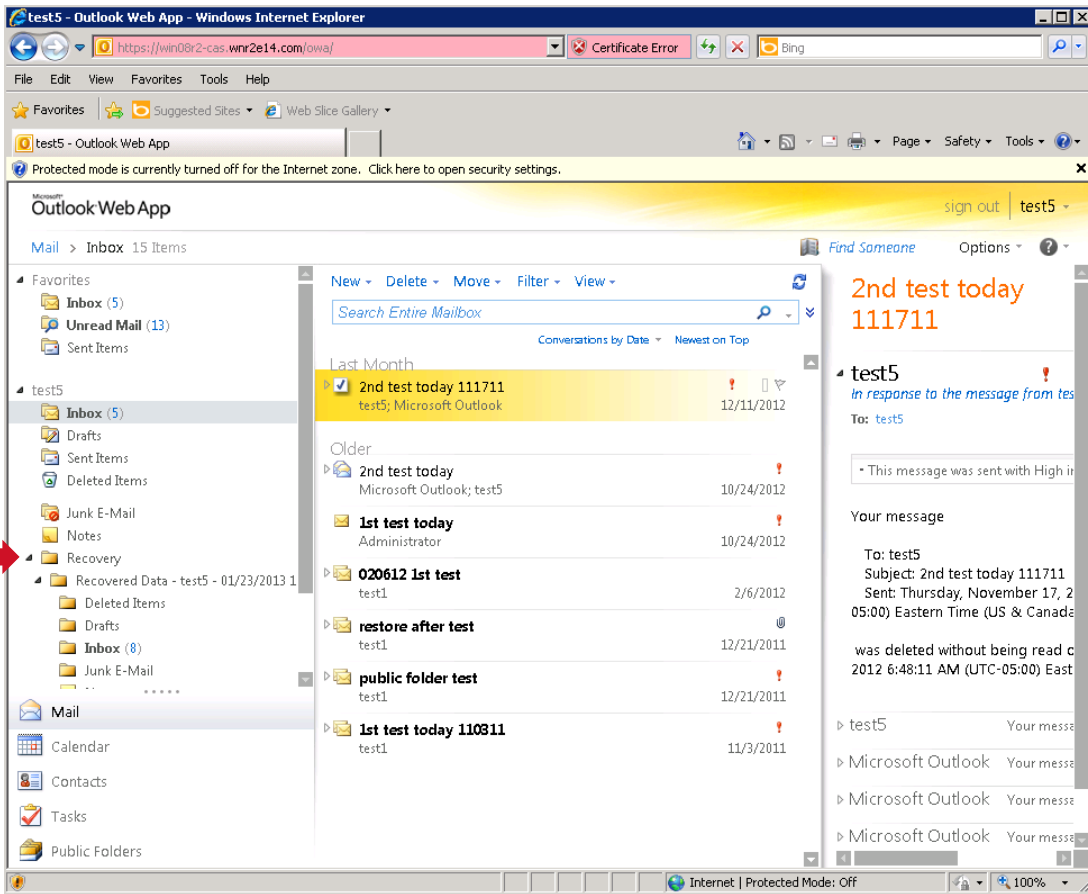 test5 - Outlook Web App - Windows Internet Explorer
https://win08r2-cas.wnr2e14.com/owa/ Certificate Error Bing
File Edit View Favorites Tools Help
Favorites Suggested Sites Web Slice Gallery
test5 - Outlook Web App Page Safety Tools
Protected mode is currently turned off for the Internet zone. Click here to open security settings.
Microsoft
Outlook Web App sign out test5
Mail > Inbox 15 Items Find Someone Options
Favorites
Inbox (5)
Unread Mail (13)
Sent Items
test5
Inbox (5)
Drafts
Sent Items
Deleted Items
Junk E-Mail
Notes
Recovery
Recovered Data - test5 - 01/23/2013 1
Deleted Items
Drafts
Inbox (8)
Junk E-Mail
Mail
Calendar
Contacts
Tasks
Public Folders
New Delete Move Filter View
Search Entire Mailbox
Conversations by Date Newest on Top
Last Month
2nd test today 111711
test5; Microsoft Outlook 12/11/2012
Older
2nd test today
Microsoft Outlook; test5 10/24/2012
1st test today
Administrator 10/24/2012
020612 1st test
test1 2/6/2012
restore after test
test1 12/21/2011
public folder test
test1 12/21/2011
1st test today 110311
test1 11/3/2011
2nd test today
111711
test5
In response to the message from tes
To: test5
• This message was sent with High i
Your message
To: test5
Subject: 2nd test today 111711
Sent: Thursday, November 17, 2
05:00) Eastern Time (US & Canada
was deleted without being read o
2012 6:48:11 AM (UTC-05:00) East
test5 Your messa
Microsoft Outlook Your messa
Microsoft Outlook Your messa
Microsoft Outlook Your messa
Internet | Protected Mode: Off 100%